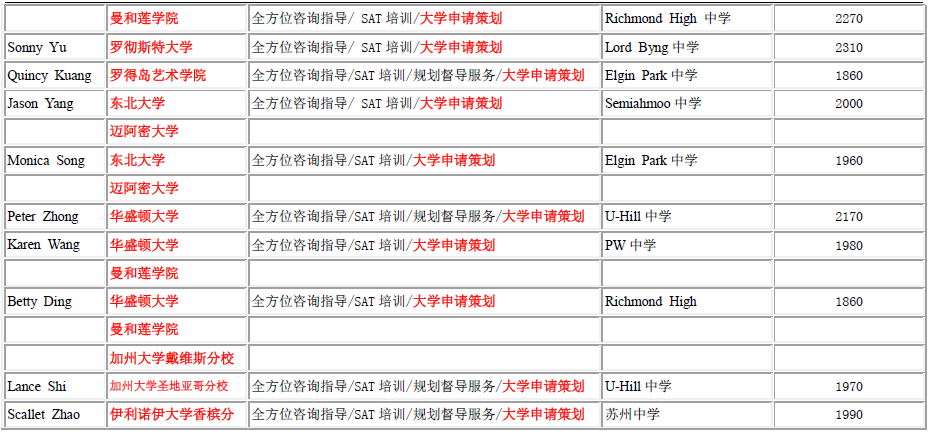 曼和莲学院 全方位咨询指导/ SAT 培训/大学申请策划 Richmond High 中学 2270
Sonny Yu 罗彻斯特大学 全方位咨询指导/ SAT 培训/大学申请策划 Lord Byng 中学 2310
Quincy Kuang 罗得岛艺术学院 全方位咨询指导/SAT 培训/规划督导服务/大学申请策划 Elgin Park 中学 1860
Jason Yang 东北大学 全方位咨询指导/ SAT 培训/大学申请策划 Semiahmoo 中学 2000
迈阿密大学
Monica Song 东北大学 全方位咨询指导/SAT 培训/大学申请策划 Elgin Park 中学 1960
迈阿密大学
Peter Zhong 华盛顿大学 全方位咨询指导/SAT 培训/规划督导服务/大学申请策划 U-Hill 中学 2170
Karen Wang 华盛顿大学 全方位咨询指导/SAT 培训/大学申请策划 PW 中学 1980
曼和莲学院
Betty Ding 华盛顿大学 全方位咨询指导/SAT 培训/大学申请策划 Richmond High 1860
曼和莲学院
加州大学戴维斯分校
Lance Shi 加州大学圣地亚哥分校 全方位咨询指导/SAT 培训/规划督导服务/大学申请策划 U-Hill 中学 1970
Scallet Zhao 伊利诺伊大学香槟分 全方位咨询指导/SAT 培训/规划督导服务/大学申请策划 苏州中学 1990